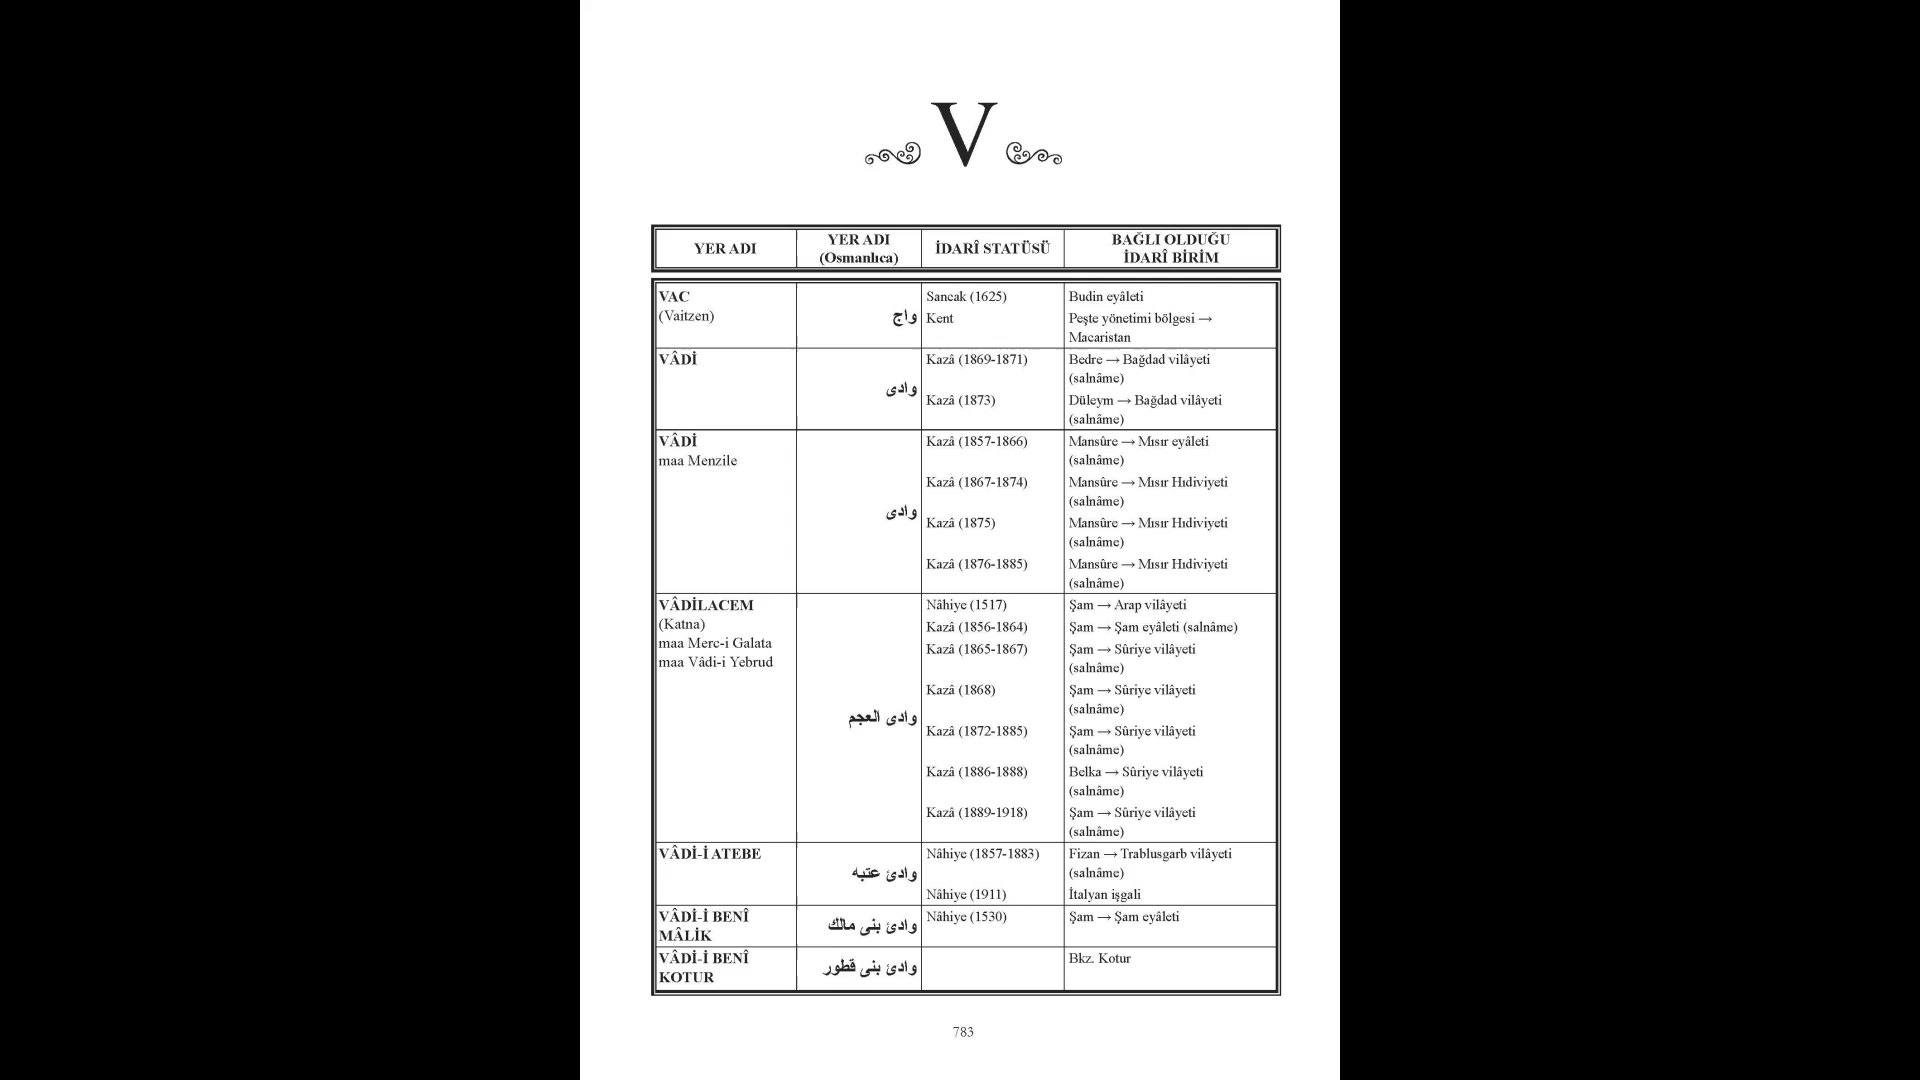 V
YER ADI
YER ADI
(Osmanlıca)
İDARÎ STATÜSÜ
BAĞLI OLDUĞU
İDARÎ BİRİM
VAC
(Vaitzen)
واج
Sancak (1625)
Budin eyâleti
Kent
Peşte yönetimi bölgesi →
Macaristan
VÂDİ
وادى
Kazâ (1869-1871)
Bedre → Bağdad vilâyeti
(salnâme)
Kazâ (1873)
Düleym → Bağdad vilâyeti
(salnâme)
VÂDİ
maa Menzile
وادى
Kazâ (1857-1866)
Mansûre → Mısır eyâleti
(salnâme)
Kazâ (1867-1874)
Mansûre → Mısır Hıdiviyeti
(salnâme)
Kazâ (1875)
Mansûre → Mısır Hıdiviyeti
(salnâme)
Kazâ (1876-1885)
Mansûre → Mısır Hıdiviyeti
(salnâme)
VÂDİLACEM
(Katna)
maa Merc-i Galata
maa Vâdi-i Yebrud
وادى العجم
Nâhiye (1517)
Şam → Arap vilâyeti
Kazâ (1856-1864)
Şam → Şam eyâleti (salnâme)
Kazâ (1865-1867)
Şam → Sûriye vilâyeti
(salnâme)
Kazâ (1868)
Şam → Sûriye vilâyeti
(salnâme)
Kazâ (1872-1885)
Şam → Sûriye vilâyeti
(salnâme)
Kazâ (1886-1888)
Belka → Sûriye vilâyeti
(salnâme)
Kazâ (1889-1918)
Şam → Sûriye vilâyeti
(salnâme)
VÂDİ-İ ATEBE
وادئ عتبه
Nâhiye (1857-1883)
Fizan → Trablusgarb vilâyeti
(salnâme)
Nâhiye (1911)
İtalyan işgali
VÂDİ-İ BENÎ
MÂLİK
وادئ بنى مالك
Nâhiye (1530)
Şam → Şam eyâleti
VÂDİ-İ BENÎ
KOTUR
وادئ بنى قطور
Bkz. Kotur
783